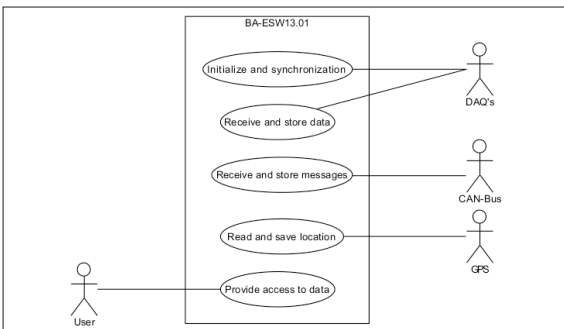 BA-ESW13.01
Initialize and synchronization
DAQ's
Receive and store data
Receive and store messages
CAN-Bus
Read and save location
GPS
Provide access to data
User